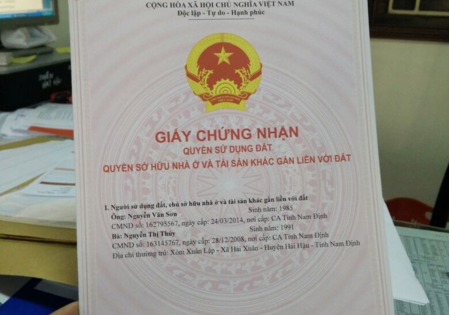 CỘNG HÒA XÃ HỘI CHỦ NGHĨA VIỆT NAM
Độc lập - Tự do - Hạnh phúc
GIẤY CHỨNG NHẬN
QUYỀN SỬ DỤNG ĐẤT
QUYỀN SỞ HỮU NHÀ Ở VÀ TÀI SẢN KHÁC GẮN LIỀN VỚI ĐẤT
I. Người sử dụng đất, chủ sở hữu nhà ở và tài sản khác gắn liền với đất
Ông: Nguyễn Văn Sơn Sinh năm: 1985
CMND số: 162795567, ngày cấp: 24/03/2014, nơi cấp: CA Tỉnh Nam Định
Bà: Nguyễn Thị Thúy Sinh năm: 1991
CMND số: 163145767, ngày cấp: 28/12/2008, nơi cấp: CA Tỉnh Nam Định
Địa chỉ thường trú: Xóm Xuân Lập - Xã Hải Xuân - Huyện Hải Hậu - Tỉnh Nam Định